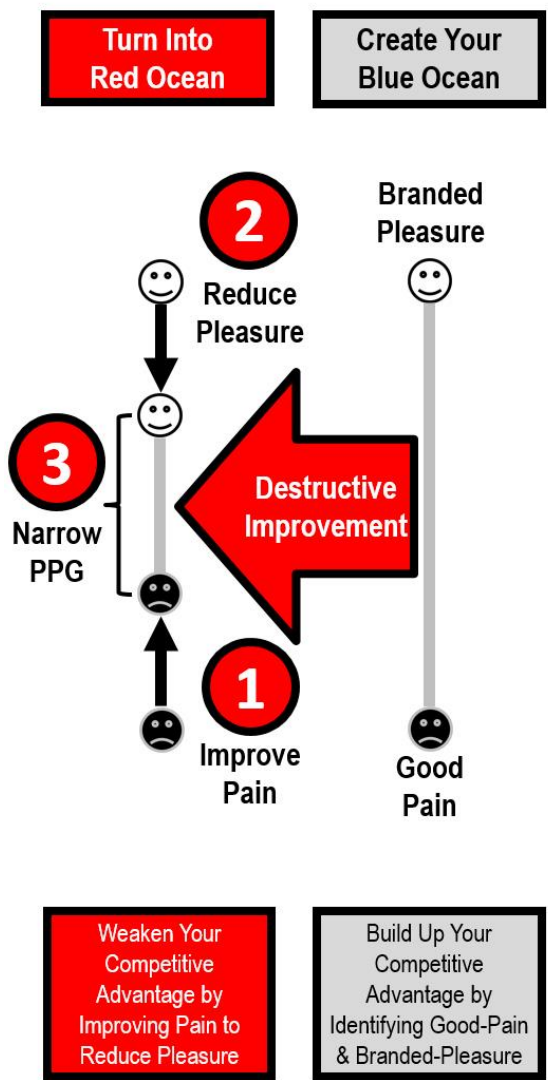 Turn Into
Red Ocean
Create Your
Blue Ocean
2
Reduce
Pleasure
Branded
Pleasure
3
Narrow
PPG
Destructive
Improvement
1
Improve
Pain
Good
Pain
Weaken Your
Competitive
Advantage by
Improving Pain to
Reduce Pleasure
Build Up Your
Competitive
Advantage by
Identifying Good-Pain
& Branded-Pleasure